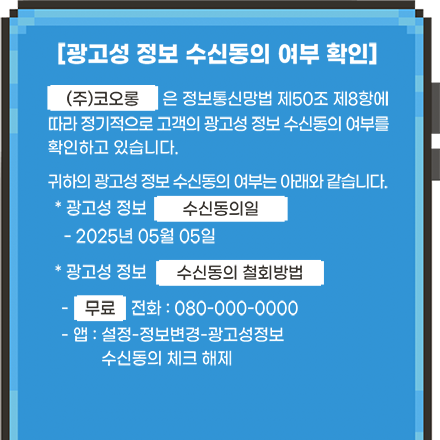 [광고성 정보 수신동의 여부 확인]
(주)코오롱 은 정보통신망법 제50조 제8항에
따라 정기적으로 고객의 광고성 정보 수신동의 여부를
확인하고 있습니다.
귀하의 광고성 정보 수신동의 여부는 아래와 같습니다.
* 광고성 정보 수신동의일
- 2025년 05월 05일
* 광고성 정보 수신동의 철회방법
- 무료 전화 : 080-000-0000
- 앱 : 설정-정보변경-광고성정보
수신동의 체크 해제